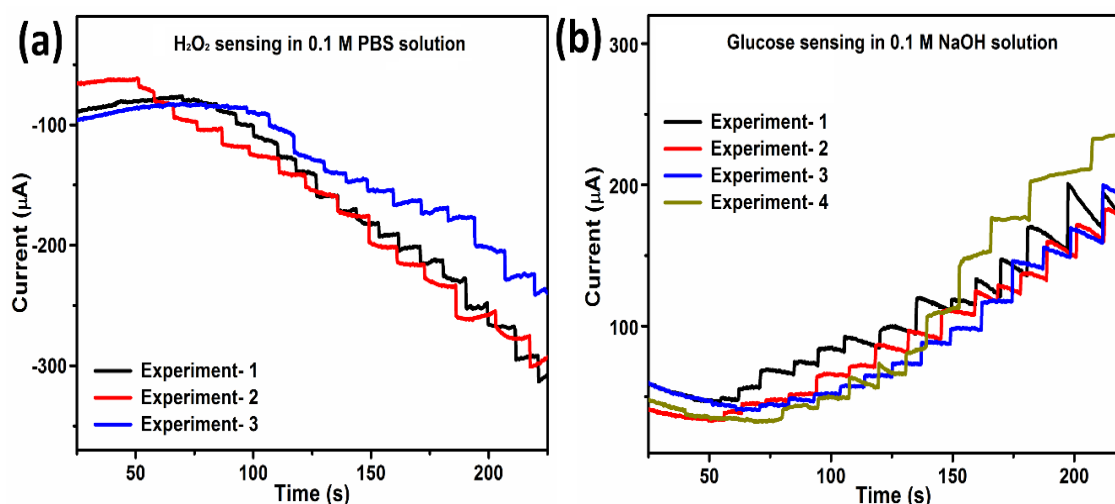 (a)
H₂O₂ sensing in 0.1 M PBS solution
Current (µA)
-100
-200
-300
Experiment- 1
Experiment- 2
Experiment- 3
50
100
150
200
Time (s)
(b)
Glucose sensing in 0.1 M NaOH solution
Current (µA)
300
200
100
Experiment- 1
Experiment- 2
Experiment- 3
Experiment- 4
50
100
150
200
Time (s)